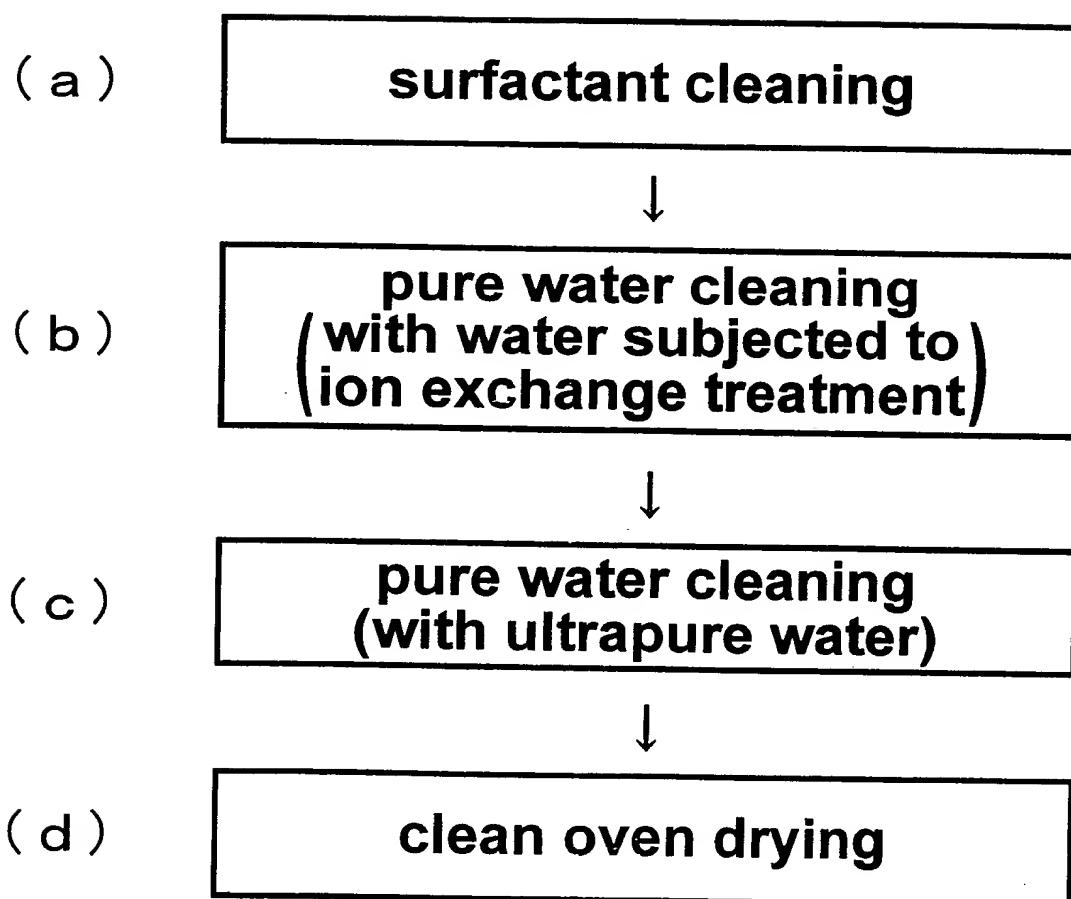 (a) surfactant cleaning
↓
(b) pure water cleaning
(with water subjected to
ion exchange treatment)
↓
(c) pure water cleaning
(with ultrapure water)
↓
(d) clean oven drying